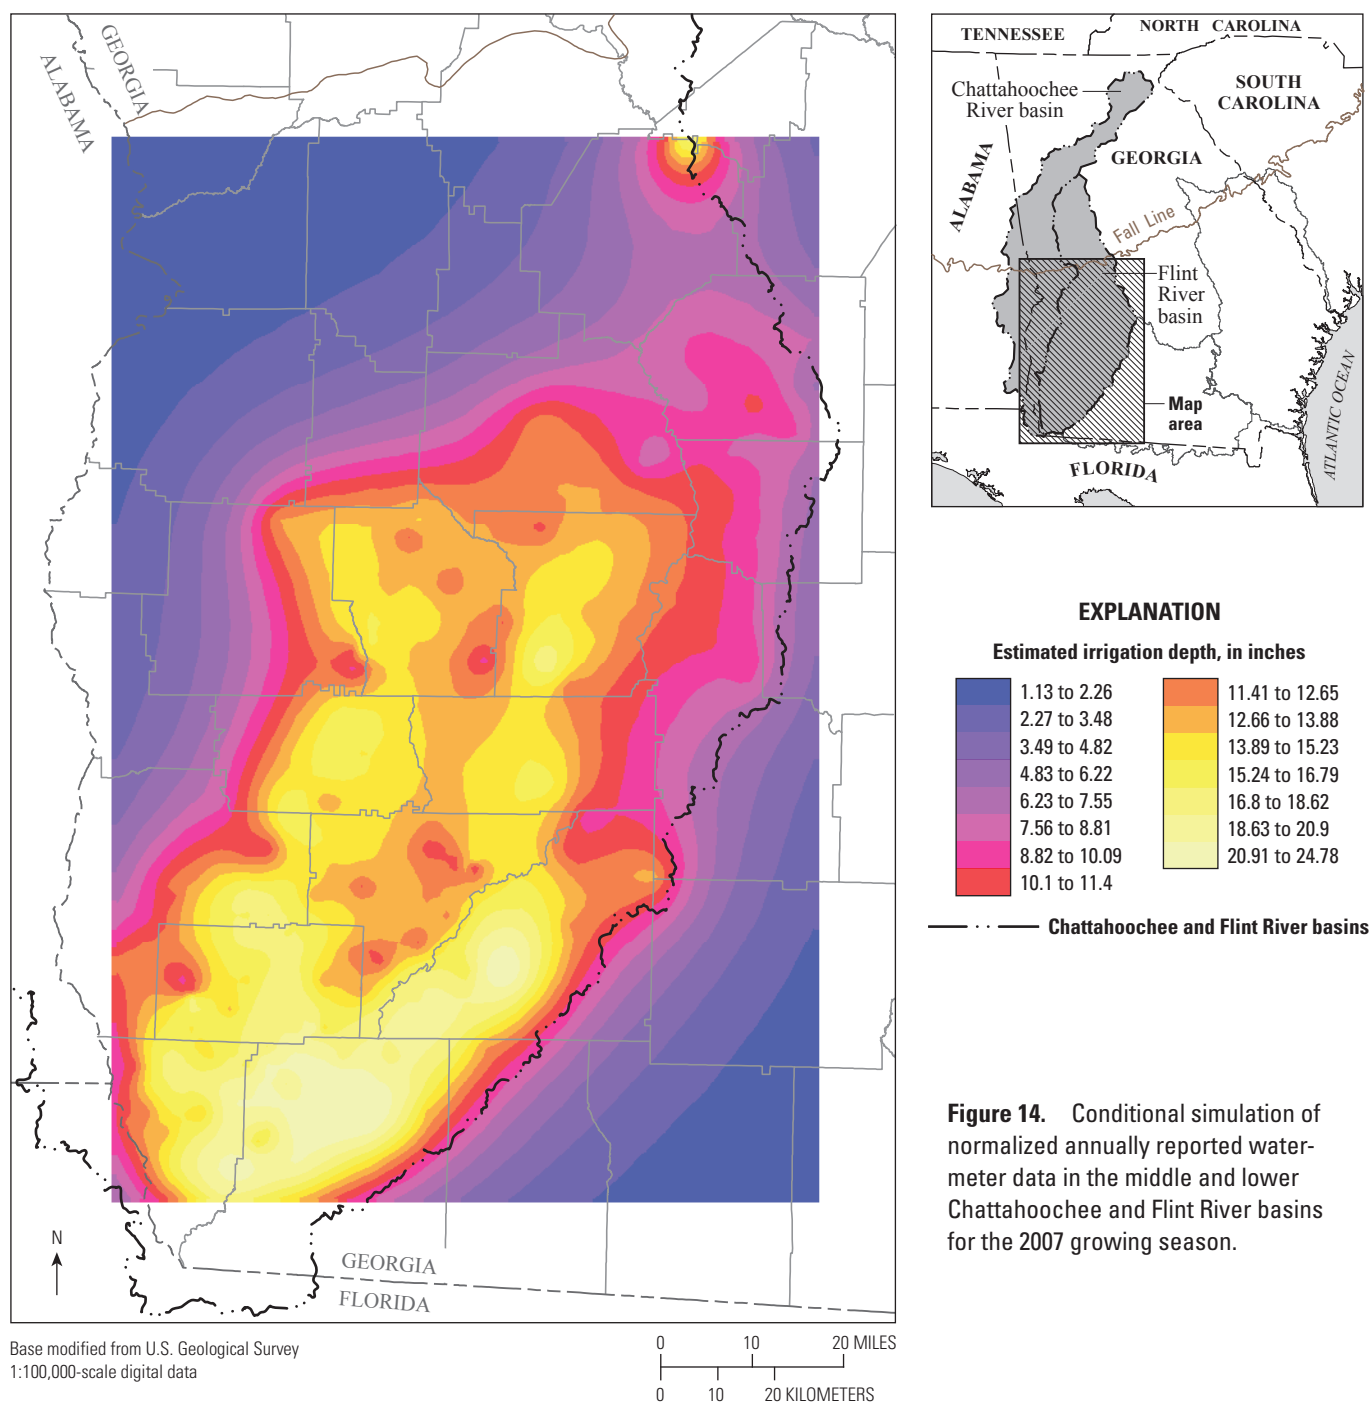 GEORGIA
ALABAMA
GEORGIA
FLORIDA
N
Base modified from U.S. Geological Survey
1:100,000-scale digital data
0 10 20 MILES
0 10 20 KILOMETERS
TENNESSEE
NORTH CAROLINA
Chattahoochee
River basin
SOUTH
CAROLINA
ALABAMA
GEORGIA
Fall Line
Flint
River
basin
Map
area
FLORIDA
ATLANTIC OCEAN
EXPLANATION
Estimated irrigation depth, in inches
1.13 to 2.26
2.27 to 3.48
3.49 to 4.82
4.83 to 6.22
6.23 to 7.55
7.56 to 8.81
8.82 to 10.09
10.1 to 11.4
11.41 to 12.65
12.66 to 13.88
13.89 to 15.23
15.24 to 16.79
16.8 to 18.62
18.63 to 20.9
20.91 to 24.78
Chattahoochee and Flint River basins
Figure 14. Conditional simulation of
normalized annually reported water-
meter data in the middle and lower
Chattahoochee and Flint River basins
for the 2007 growing season.